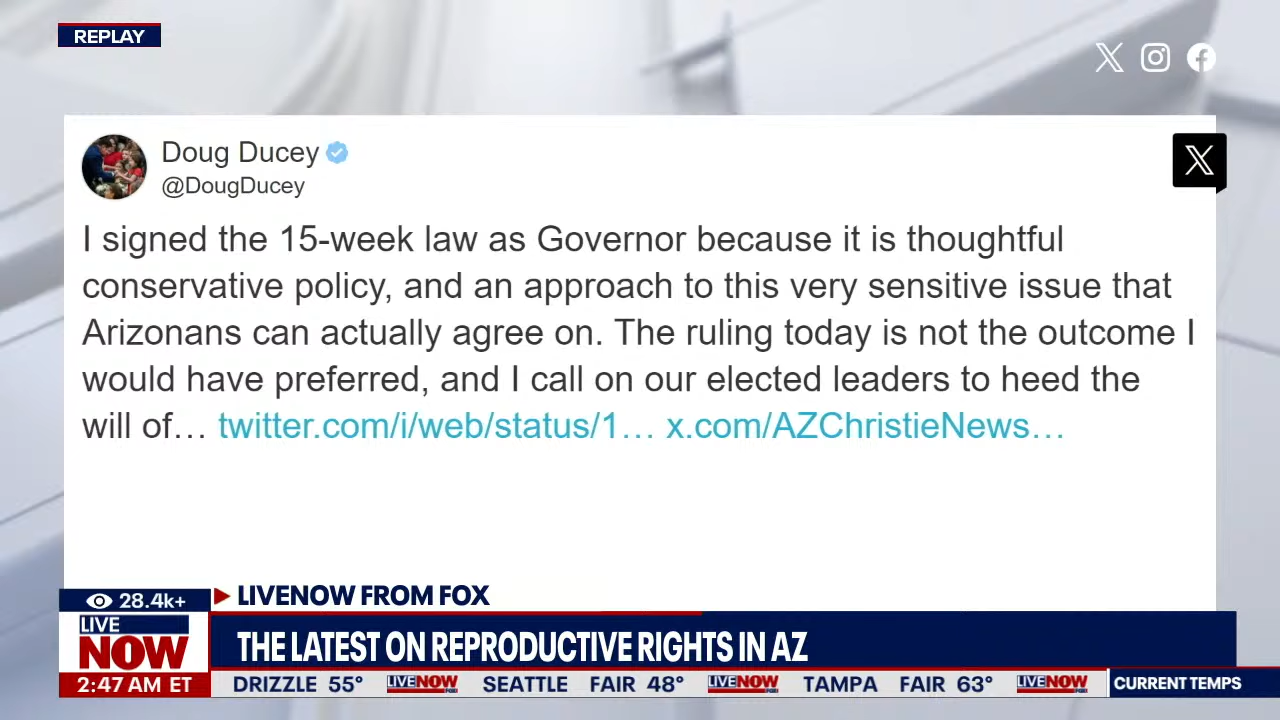 REPLAY
Doug Ducey
@DougDucey
I signed the 15-week law as Governor because it is thoughtful
conservative policy, and an approach to this very sensitive issue that
Arizonans can actually agree on. The ruling today is not the outcome I
would have preferred, and I call on our elected leaders to heed the
will of… twitter.com/i/web/status/1… x.com/AZChristieNews…
28.4k+
LIVENOW FROM FOX
LIVE
NOW
THE LATEST ON REPRODUCTIVE RIGHTS IN AZ
2:47 AM ET
DRIZZLE 55° LIVENOW SEATTLE FAIR 48° LIVENOW TAMPA FAIR 63° LIVENOW CURRENT TEMPS